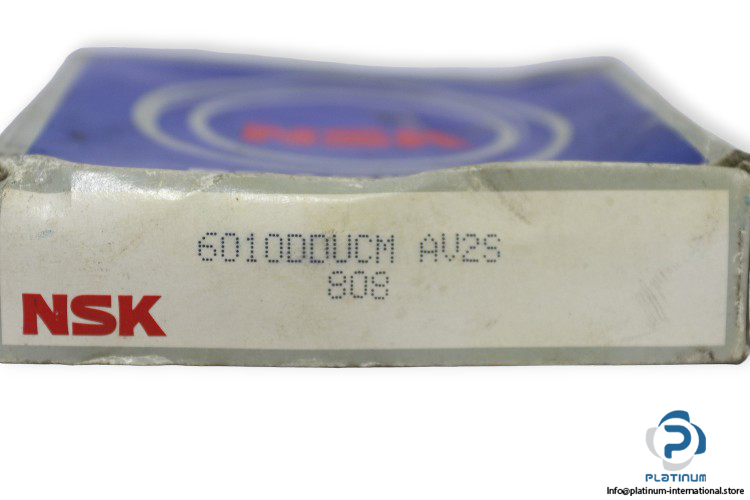 NSK
6010DDUCM AV2S
808
NSK
PLATINUM
Info@platinum-international.store